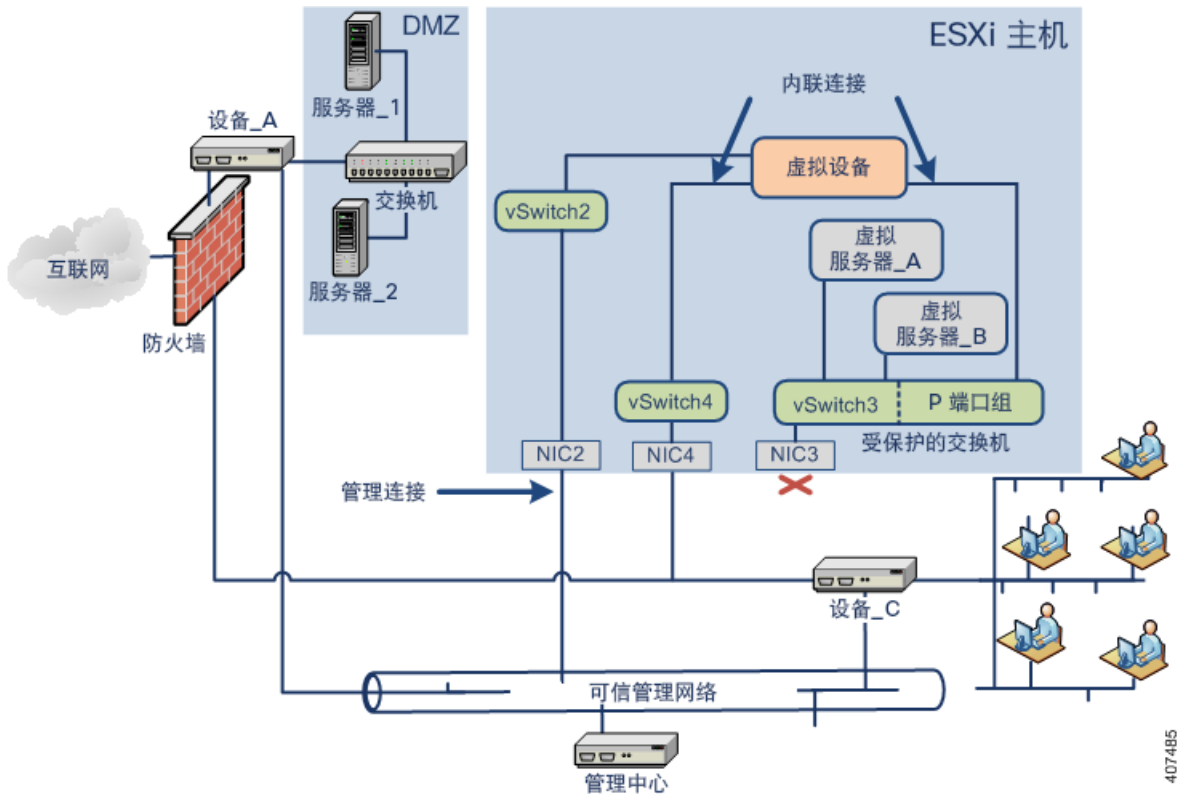 DMZ
服务器_1
设备_A
交换机
服务器_2
互联网
防火墙
ESXi 主机
内联连接
虚拟设备
vSwitch2
虚拟
服务器_A
虚拟
服务器_B
vSwitch4
vSwitch3
P 端口组
受保护的交换机
NIC2
NIC4
NIC3
管理连接
设备_C
可信管理网络
管理中心
407485